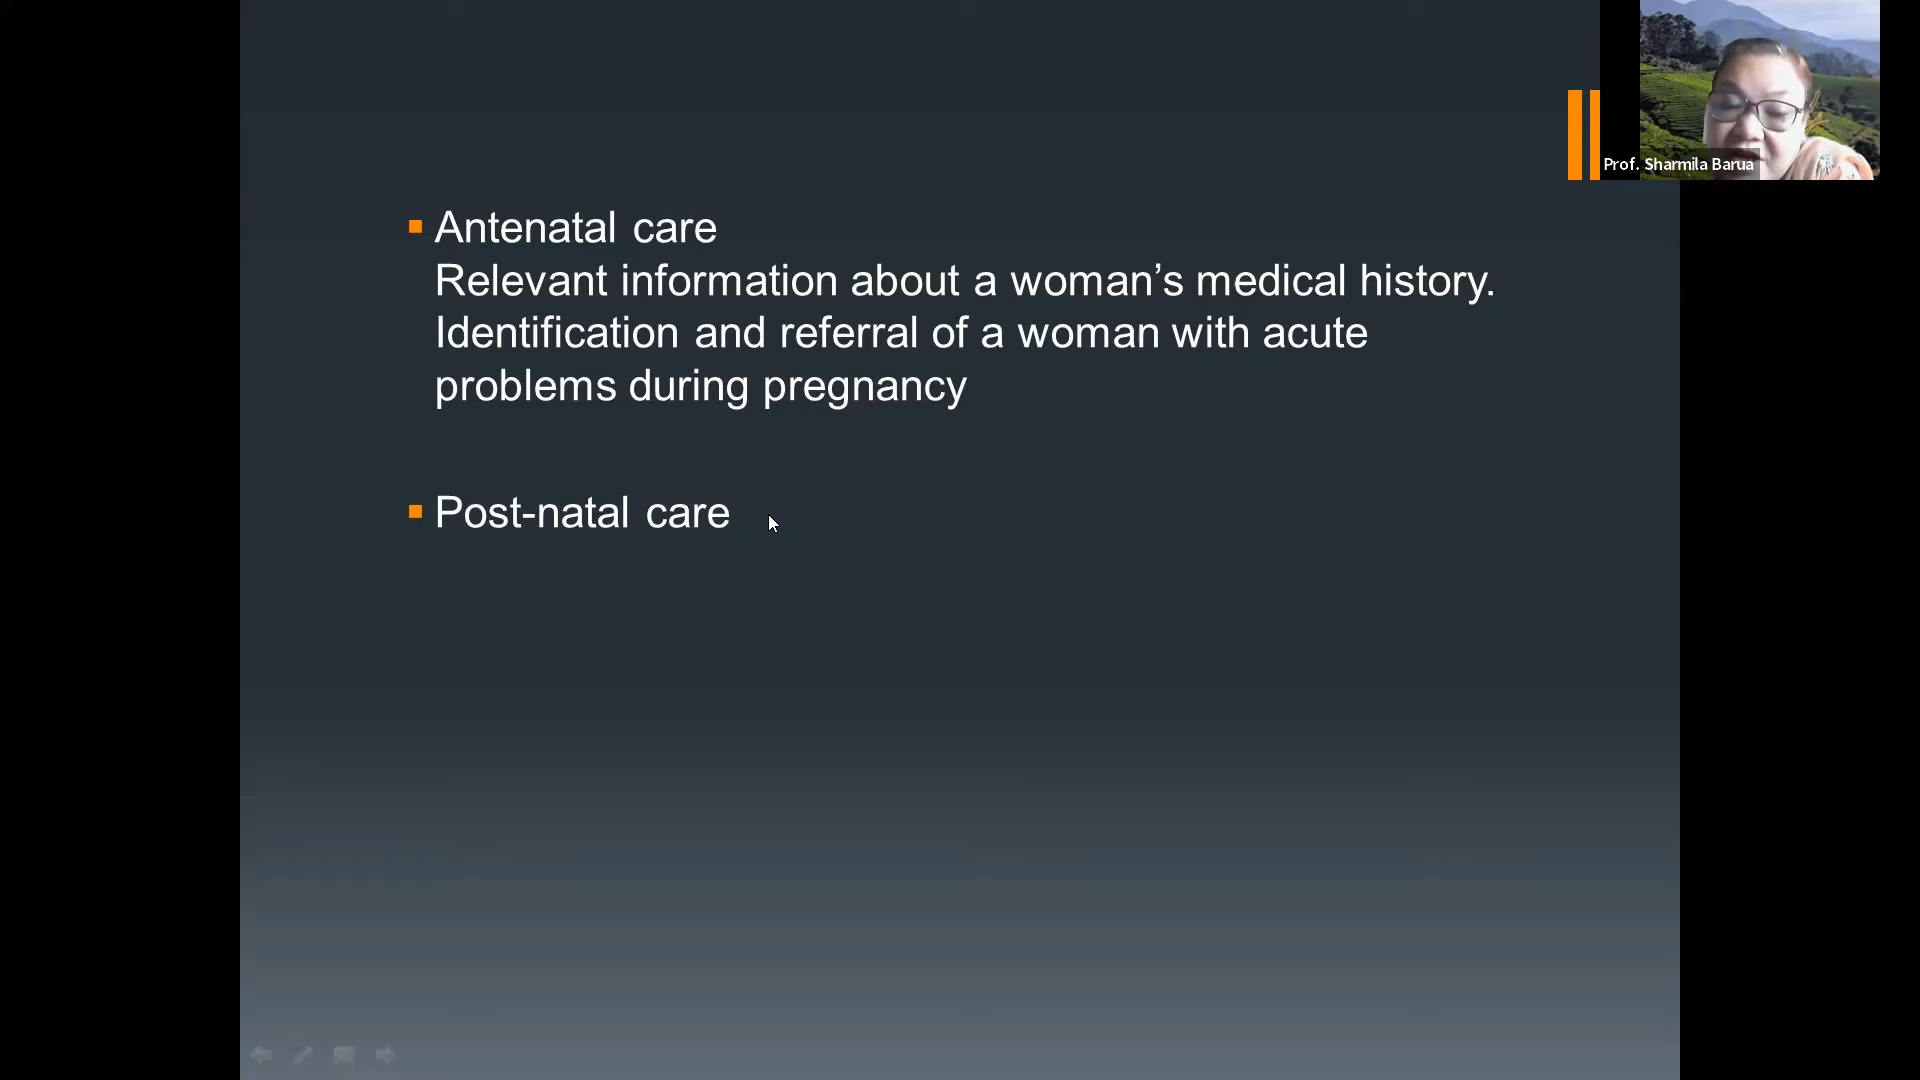 Prof. Sharmila Barua
Antenatal care
Relevant information about a woman’s medical history.
Identification and referral of a woman with acute
problems during pregnancy
Post-natal care